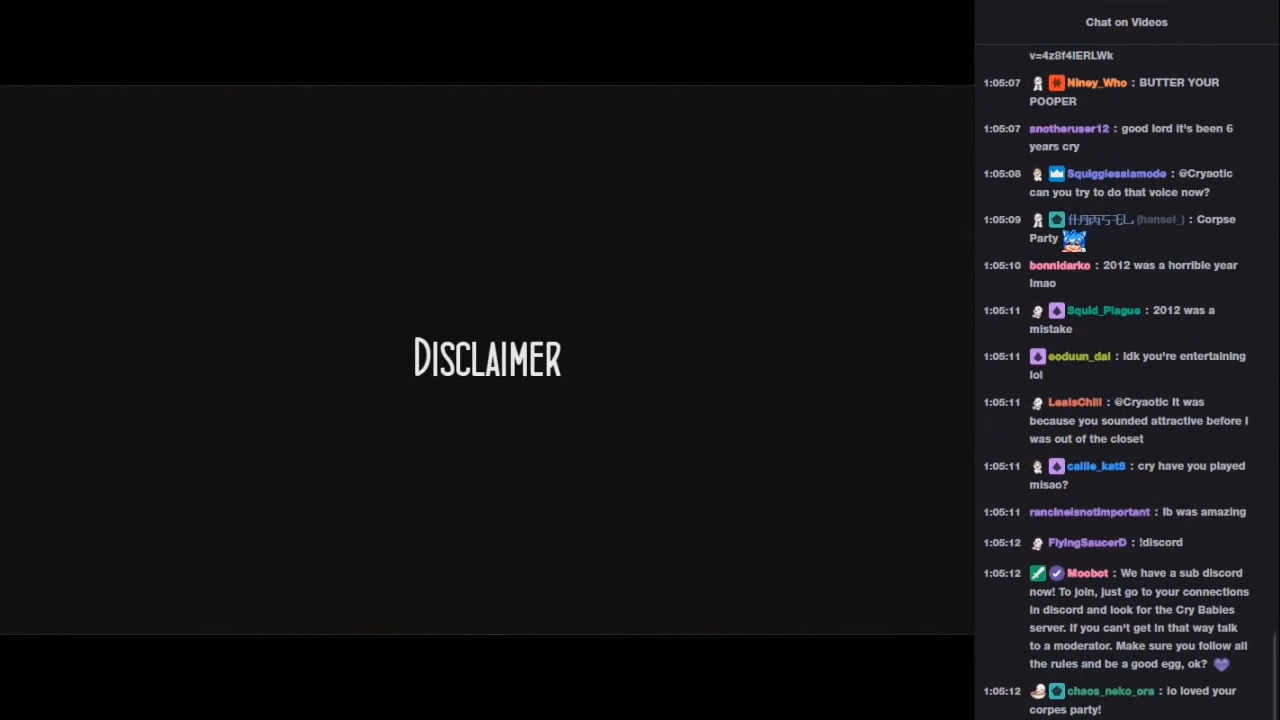 DISCLAIMER
Chat on Videos
v=4z8f4IERLWk
1:05:07 Niney_Who : BUTTER YOUR
POOPER
1:05:07 anotheruser12 : good lord it's been 6
years cry
1:05:08 Squigglesalamode : @Cryaotic
can you try to do that voice now?
1:05:09 (hansel_) : Corpse
Party
1:05:10 bonnidarko : 2012 was a horrible year
lmao
1:05:11 Squid_Plague : 2012 was a
mistake
1:05:11 eoduun_dal : idk you're entertaining
lol
1:05:11 LeaisChill : @Cryaotic It was
because you sounded attractive before I
was out of the closet
1:05:11 callie_kat8 : cry have you played
misao?
1:05:11 rancineisnotimportant : Ib was amazing
1:05:12 FlyingSaucerD : !discord
1:05:12 Moobot : We have a sub discord
now! To join, just go to your connections
in discord and look for the Cry Babies
server. If you can't get in that way talk
to a moderator. Make sure you follow all
the rules and be a good egg, ok?
1:05:12 chaos_neko_ora : io loved your
corpes party!